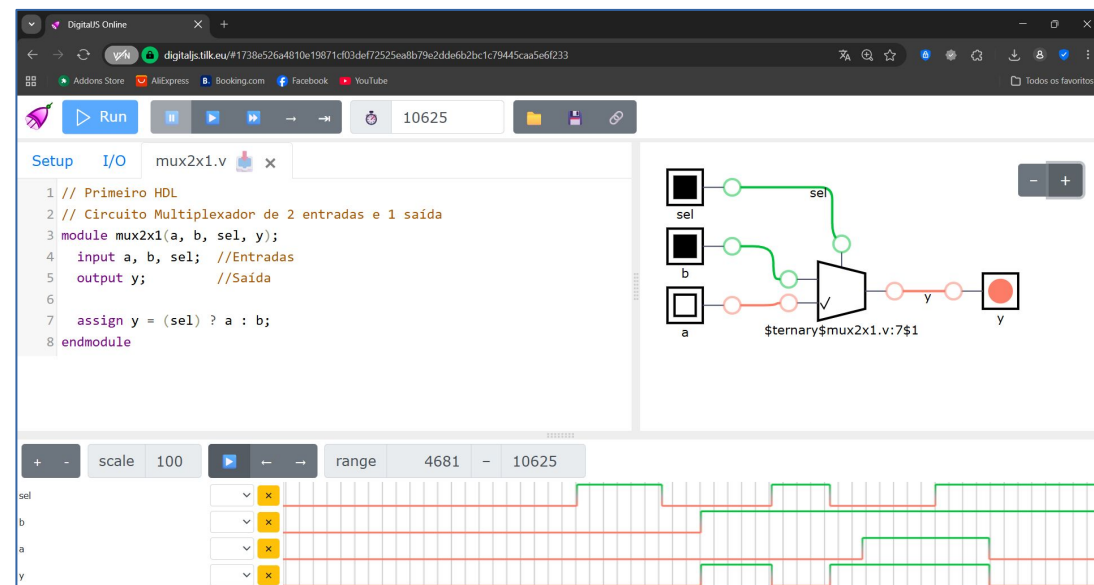 DigitalJS Online
VPN digitaljs.tilk.eu/#1738e526a4810e19871cf03def72525ea8b79e2dde6b2bc1c79445caa5e6f233
Addons Store AliExpress B. Booking.com Facebook YouTube Todos os favoritos
Run 10625
Setup I/O mux2x1.v
1 // Primeiro HDL
2 // Circuito Multiplexador de 2 entradas e 1 saída
3 module mux2x1(a, b, sel, y);
4 input a, b, sel; //Entradas
5 output y; //Saída
6
7 assign y = (sel) ? a : b;
8 endmodule
- +
sel
sel
b
a
y
y
$ternary$mux2x1.v:7$1
+ - scale 100 range 4681 - 10625
sel
b
a
y